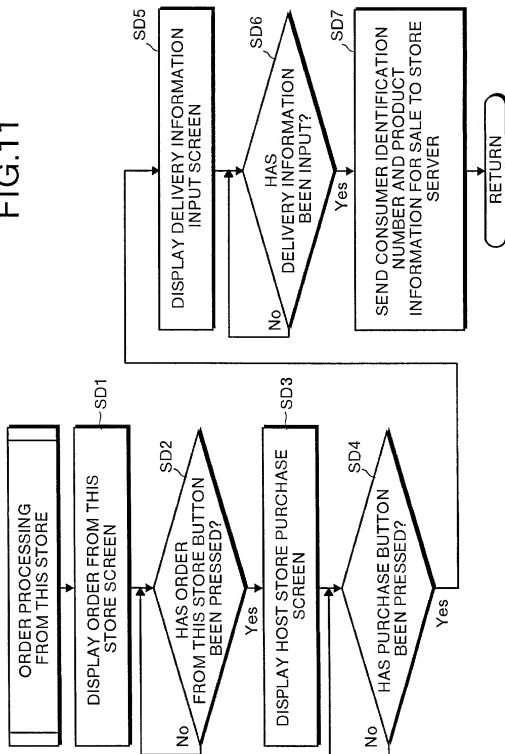 FIG.11
ORDER PROCESSING
FROM THIS STORE
SD1
DISPLAY ORDER FROM THIS
STORE SCREEN
SD2
HAS ORDER
FROM THIS STORE BUTTON
BEEN PRESSED?
No
Yes
SD3
DISPLAY HOST STORE PURCHASE
SCREEN
SD4
HAS PURCHASE BUTTON
BEEN PRESSED?
No
Yes
SD5
DISPLAY DELIVERY INFORMATION
INPUT SCREEN
SD6
HAS
DELIVERY INFORMATION
BEEN INPUT?
No
Yes
SD7
SEND CONSUMER IDENTIFICATION
NUMBER AND PRODUCT
INFORMATION FOR SALE TO STORE
SERVER
RETURN